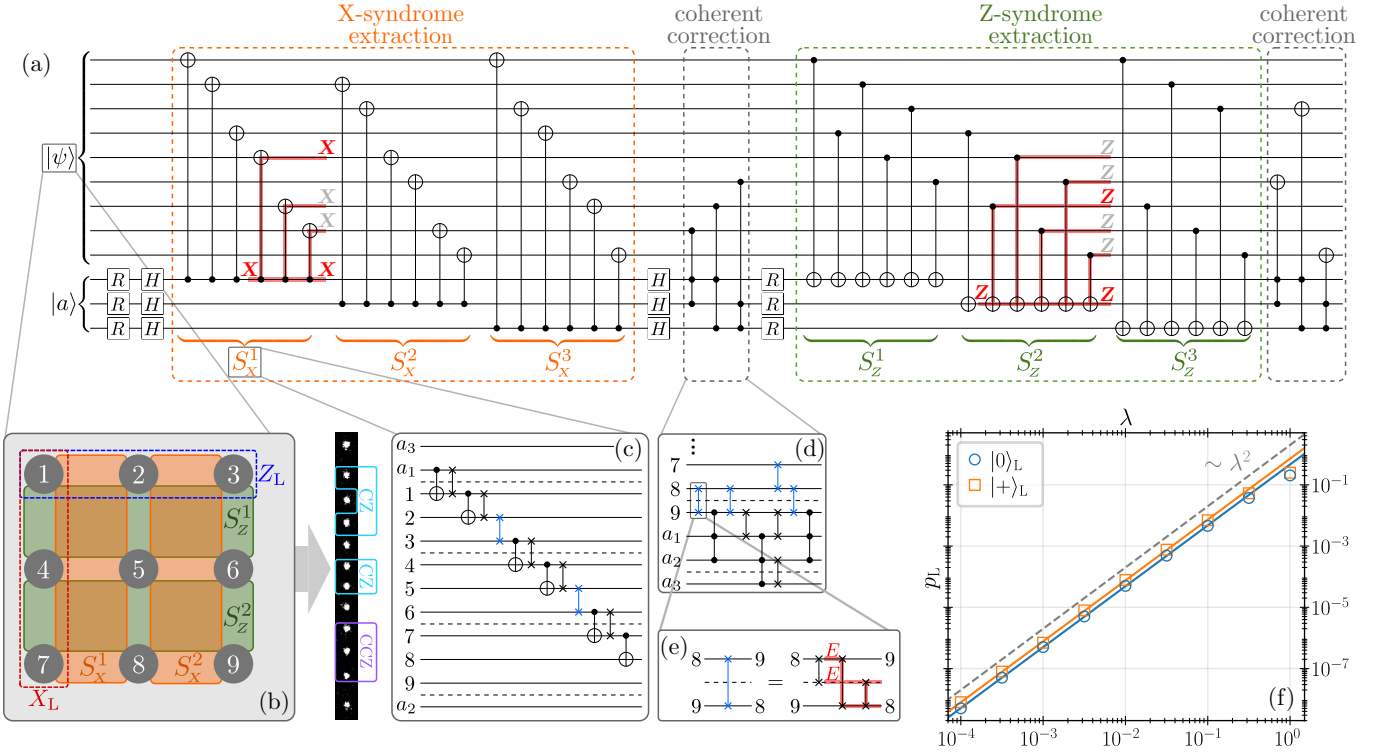 X-syndrome
extraction
coherent
correction
Z-syndrome
extraction
coherent
correction
(a)
|ψ⟩
|a⟩
X
X
X
X
X
Z
Z
Z
Z
Z
Z
Z
R H H R
R H H R
R H H R
S_X^1 S_X^2 S_X^3
S_Z^1 S_Z^2 S_Z^3
1 2 3 Z_L
S_Z^1
4 5 6
S_Z^2
7 8 9
S_X^1 S_X^2
X_L
(b)
CZ
CZ
CCZ
(c)
a_3
a_1
1
2
3
4
5
6
7
8
9
a_2
(d)
⋮
7
8
9
a_1
a_2
a_3
(e)
8 9 = 8 E 9
E
9 8 9 8
λ
|0⟩_L
|+⟩_L
~ λ^2
p_L
10^{-1}
10^{-3}
10^{-5}
10^{-7}
(f)
10^{-4} 10^{-3} 10^{-2} 10^{-1} 10^0